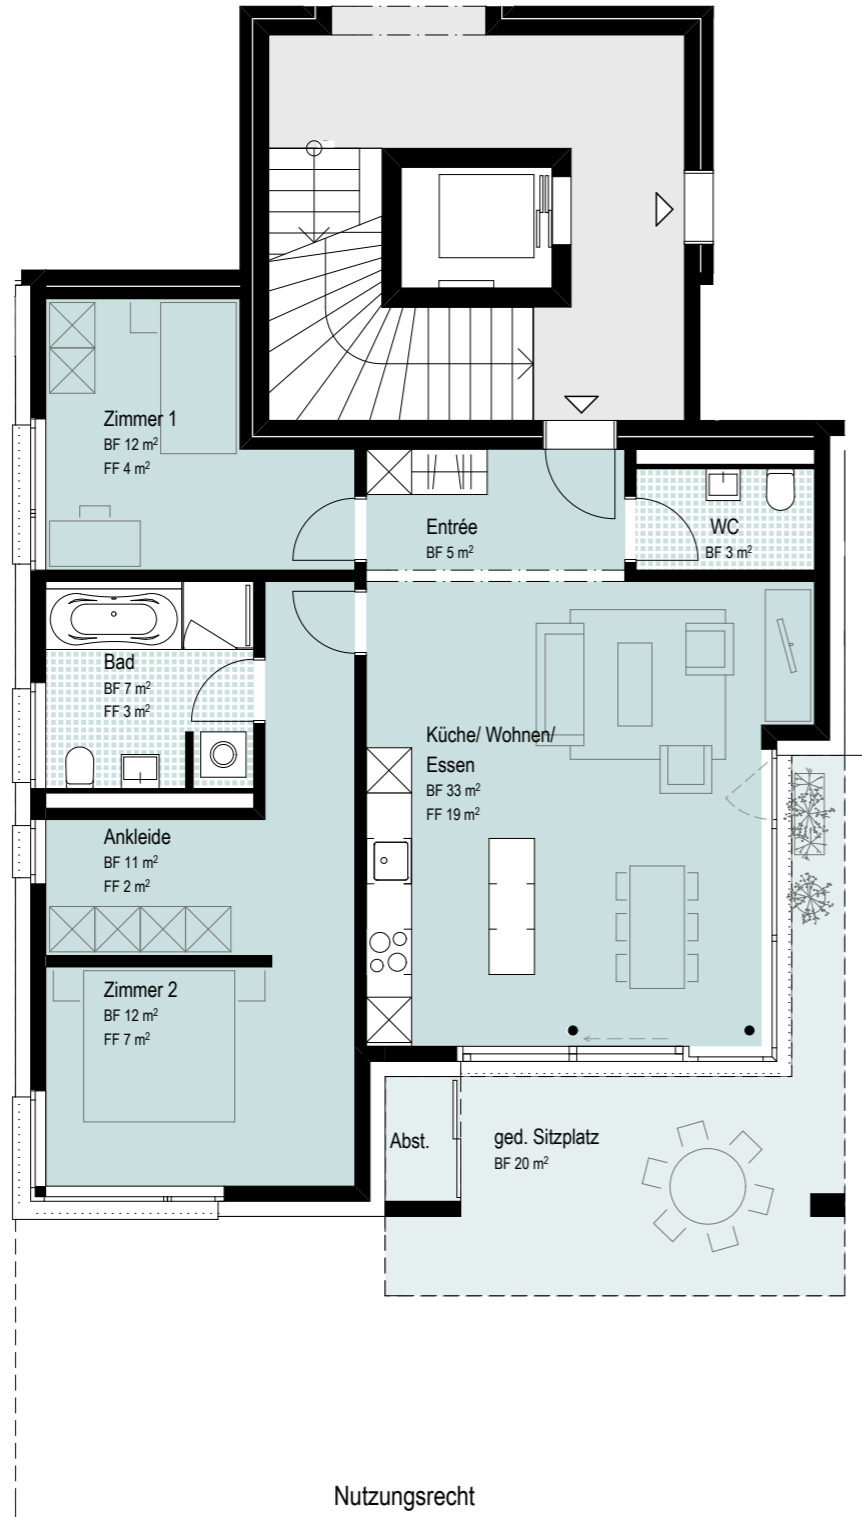 Zimmer 1
BF 12 m²
FF 4 m²
Entrée
BF 5 m²
WC
BF 3 m²
Bad
BF 7 m²
FF 3 m²
Küche/ Wohnen/
Essen
BF 33 m²
FF 19 m²
Ankleide
BF 11 m²
FF 2 m²
Zimmer 2
BF 12 m²
FF 7 m²
Abst.
ged. Sitzplatz
BF 20 m²
Nutzungsrecht